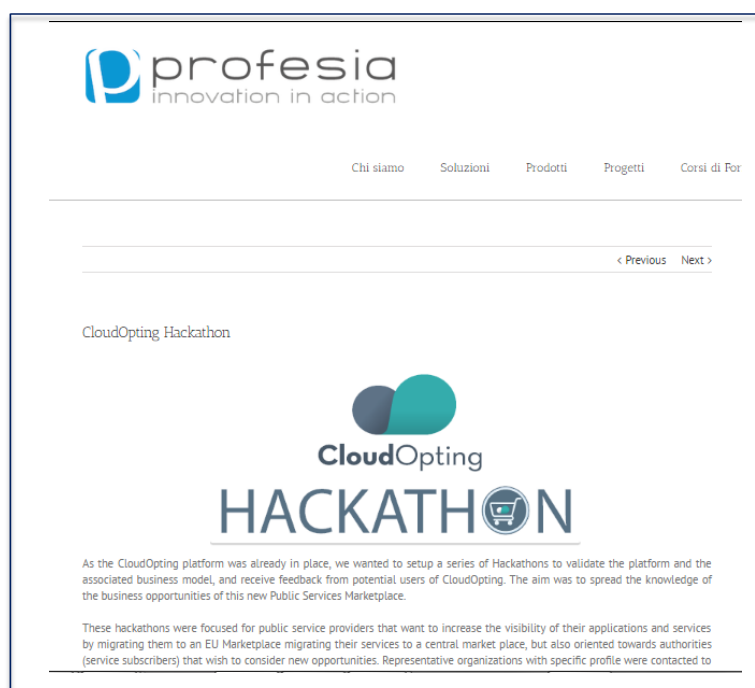 profesia
innovation in action
Chi siamo Soluzioni Prodotti Progetti Corsi di For
< Previous Next >
CloudOpting Hackathon
CloudOpting
HACKATHON
As the CloudOpting platform was already in place, we wanted to setup a series of Hackathons to validate the platform and the
associated business model, and receive feedback from potential users of CloudOpting. The aim was to spread the knowledge of
the business opportunities of this new Public Services Marketplace.
These hackathons were focused for public service providers that want to increase the visibility of their applications and services
by migrating them to an EU Marketplace migrating their services to a central market place, but also oriented towards authorities
(service subscribers) that wish to consider new opportunities. Representative organizations with specific profile were contacted to